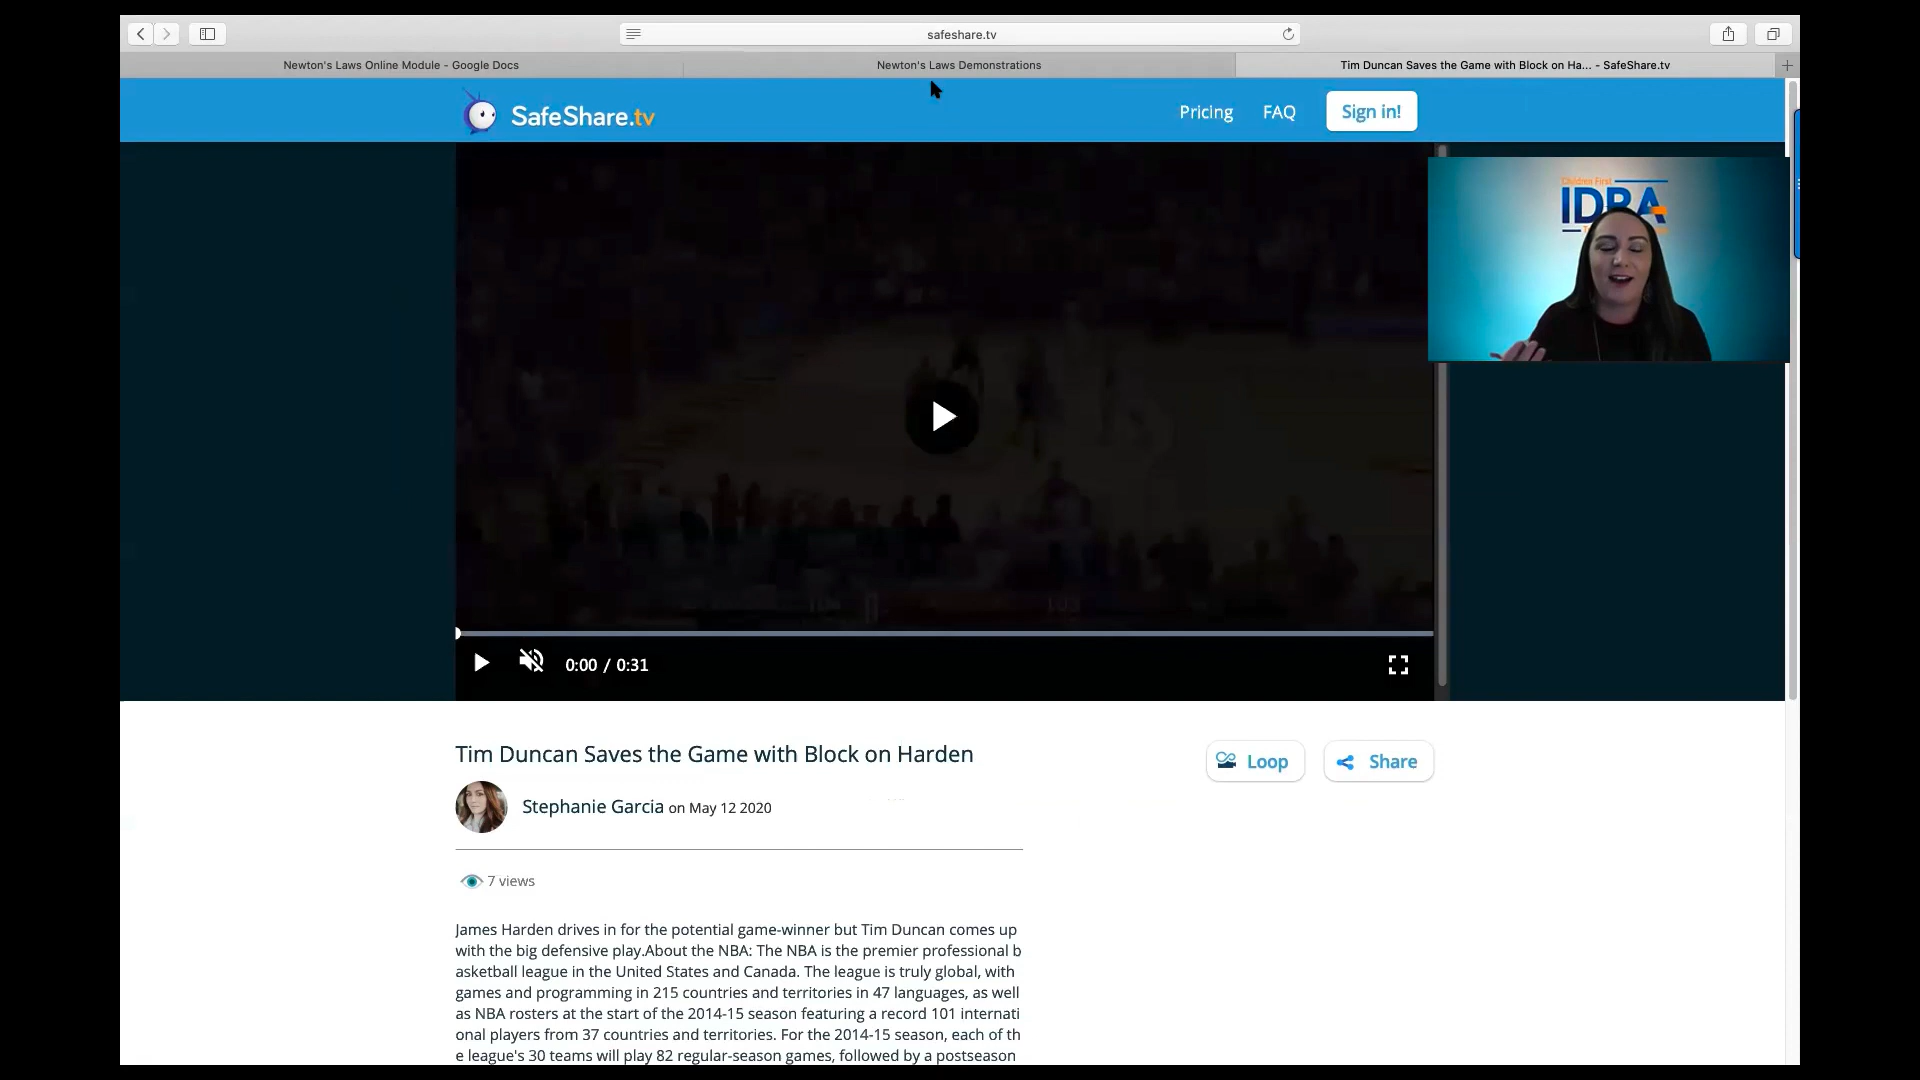 safeshare.tv
Newton's Laws Online Module - Google Docs
Newton's Laws Demonstrations
Tim Duncan Saves the Game with Block on Ha... - SafeShare.tv
SafeShare.tv
Pricing
FAQ
Sign in!
Children First
IDRA
0:00 / 0:31
Tim Duncan Saves the Game with Block on Harden
Loop
Share
Stephanie Garcia on May 12 2020
7 views
James Harden drives in for the potential game-winner but Tim Duncan comes up
with the big defensive play.About the NBA: The NBA is the premier professional b
asketball league in the United States and Canada. The league is truly global, with
games and programming in 215 countries and territories in 47 languages, as well
as NBA rosters at the start of the 2014-15 season featuring a record 101 internati
onal players from 37 countries and territories. For the 2014-15 season, each of th
e league's 30 teams will play 82 regular-season games, followed by a postseason